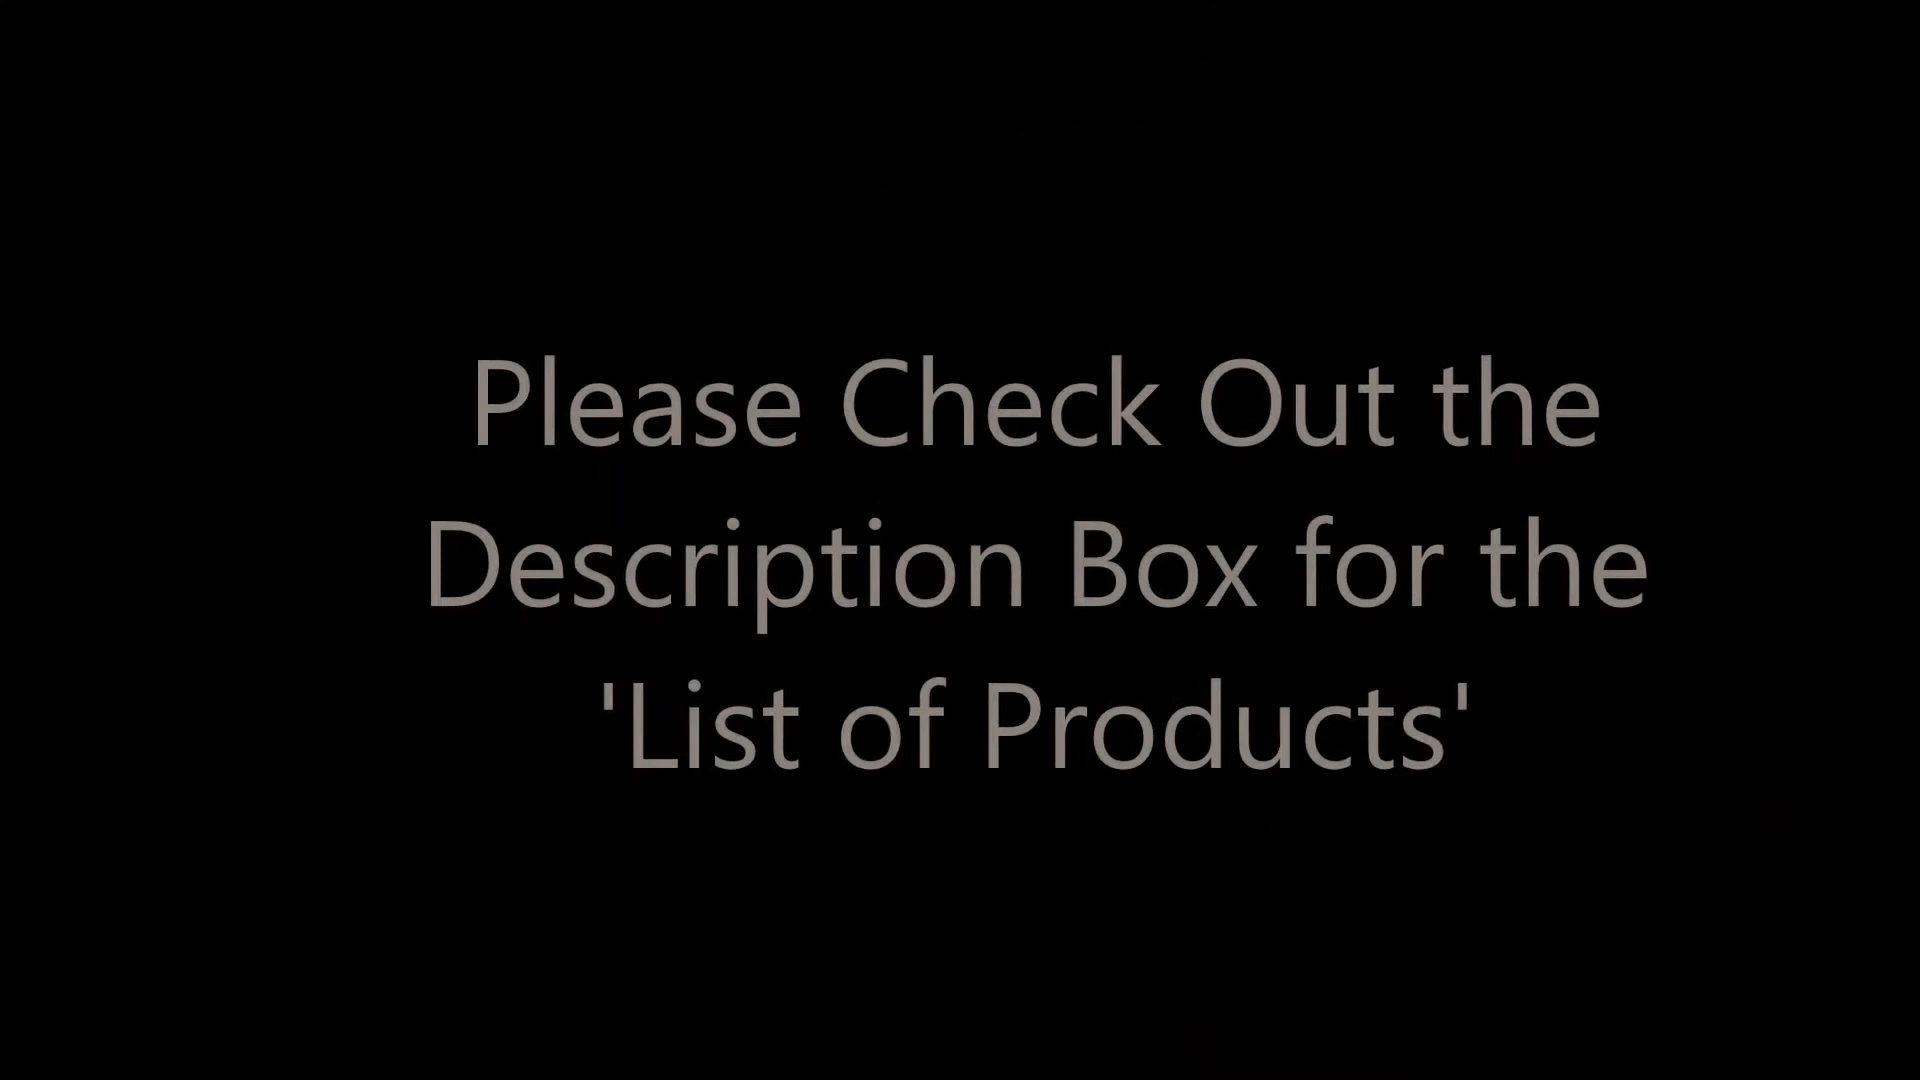 Please Check Out the
Description Box for the
'List of Products'